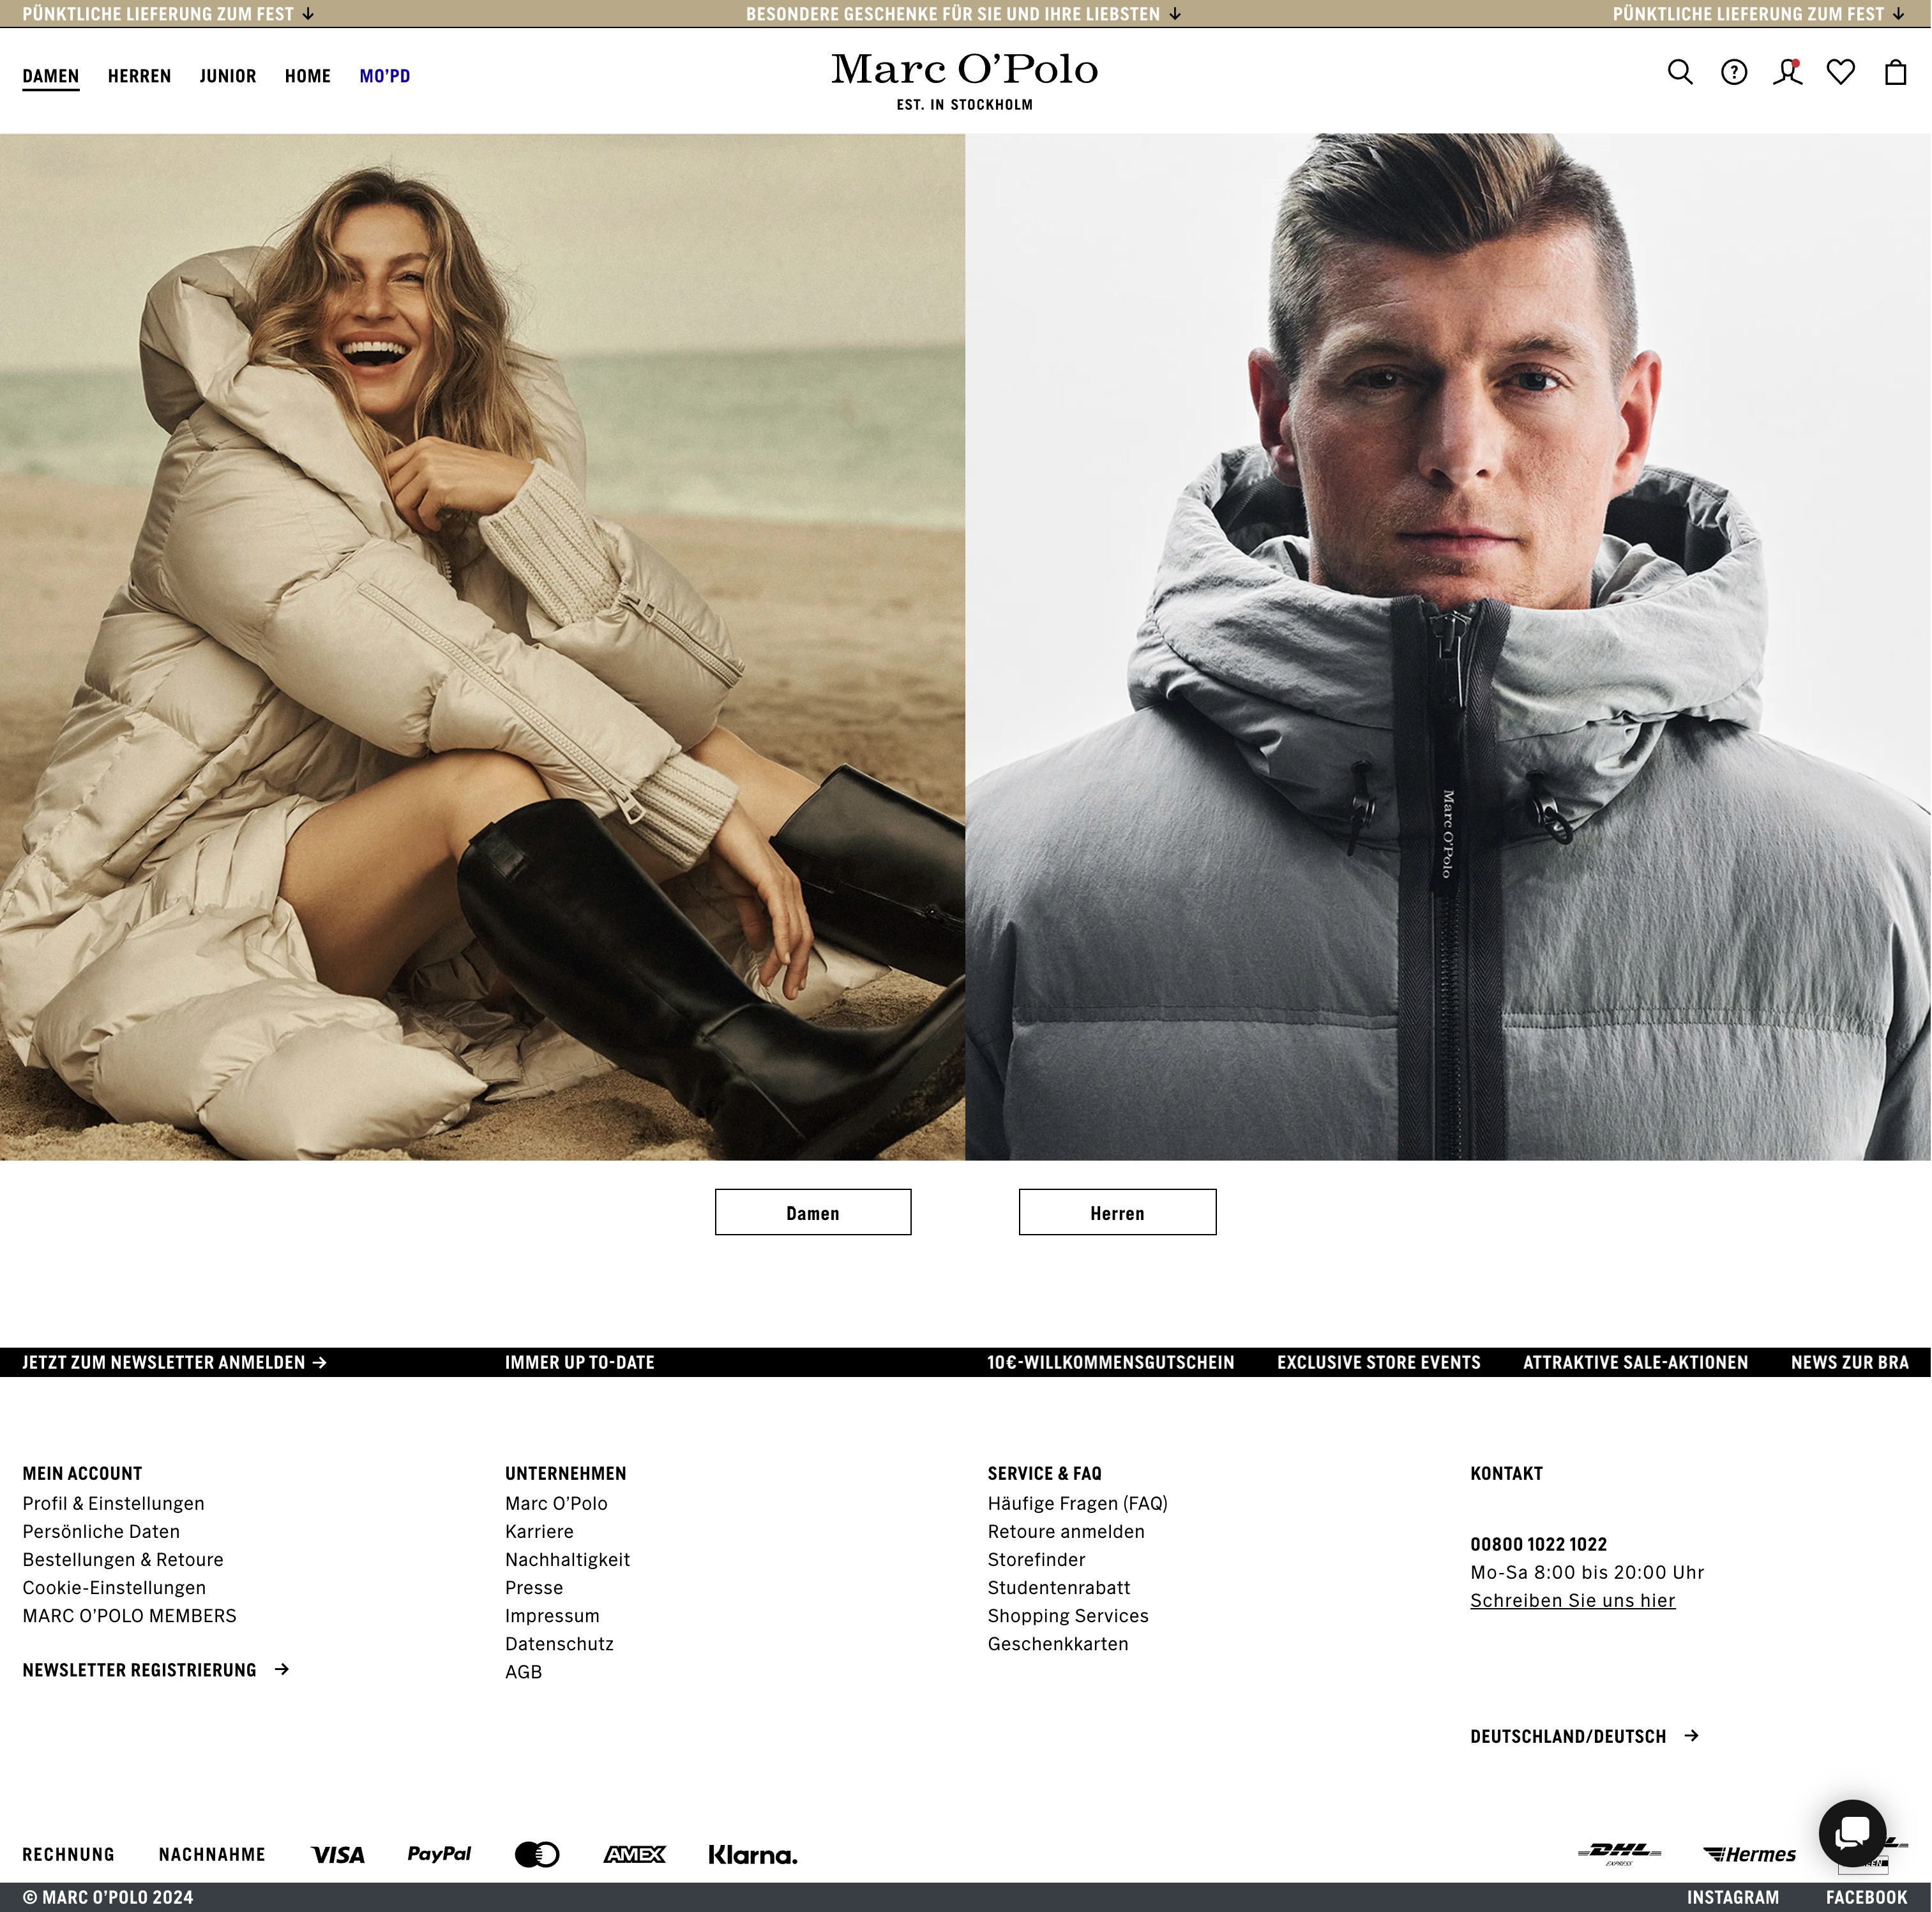 PÜNKTLICHE LIEFERUNG ZUM FEST ↓ BESONDERE GESCHENKE FÜR SIE UND IHRE LIEBSTEN ↓ PÜNKTLICHE LIEFERUNG ZUM FEST ↓
DAMEN HERREN JUNIOR HOME MO’PD
Marc O’Polo
EST. IN STOCKHOLM
Marc O’Polo
Damen Herren
JETZT ZUM NEWSLETTER ANMELDEN → IMMER UP TO-DATE 10€-WILLKOMMENSGUTSCHEIN EXCLUSIVE STORE EVENTS ATTRAKTIVE SALE-AKTIONEN NEWS ZUR BRA
MEIN ACCOUNT
Profil & Einstellungen
Persönliche Daten
Bestellungen & Retoure
Cookie-Einstellungen
MARC O’POLO MEMBERS
NEWSLETTER REGISTRIERUNG →
UNTERNEHMEN
Marc O’Polo
Karriere
Nachhaltigkeit
Presse
Impressum
Datenschutz
AGB
SERVICE & FAQ
Häufige Fragen (FAQ)
Retoure anmelden
Storefinder
Studentenrabatt
Shopping Services
Geschenkkarten
KONTAKT
00800 1022 1022
Mo-Sa 8:00 bis 20:00 Uhr
Schreiben Sie uns hier
DEUTSCHLAND/DEUTSCH →
RECHNUNG NACHNAHME VISA PayPal AMEX Klarna. DHL EXPRESS Hermes
© MARC O’POLO 2024 INSTAGRAM FACEBOOK